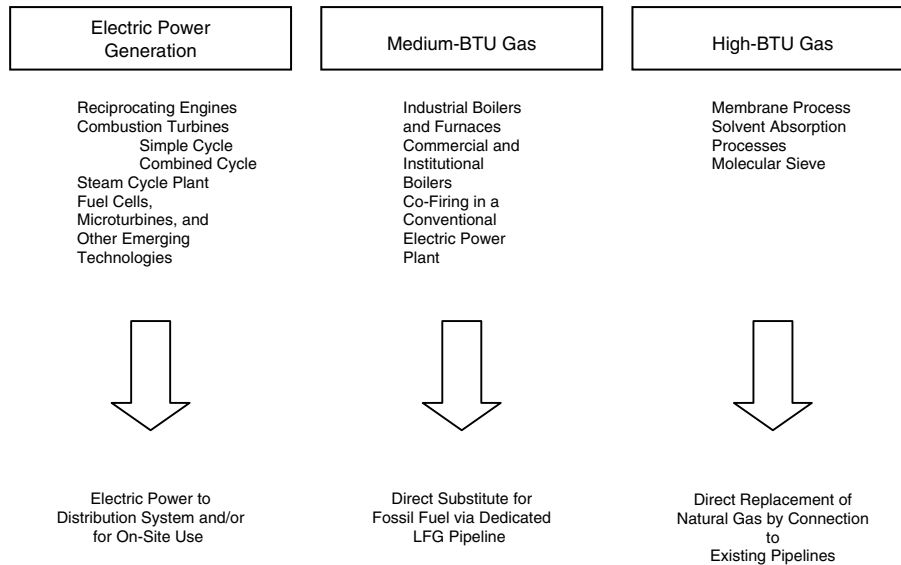 Electric Power
Generation
Reciprocating Engines
Combustion Turbines
Simple Cycle
Combined Cycle
Steam Cycle Plant
Fuel Cells,
Microturbines, and
Other Emerging
Technologies
Electric Power to
Distribution System and/or
for On-Site Use
Medium-BTU Gas
Industrial Boilers
and Furnaces
Commercial and
Institutional
Boilers
Co-Firing in a
Conventional
Electric Power
Plant
Direct Substitute for
Fossil Fuel via Dedicated
LFG Pipeline
High-BTU Gas
Membrane Process
Solvent Absorption
Processes
Molecular Sieve
Direct Replacement of
Natural Gas by Connection
to
Existing Pipelines